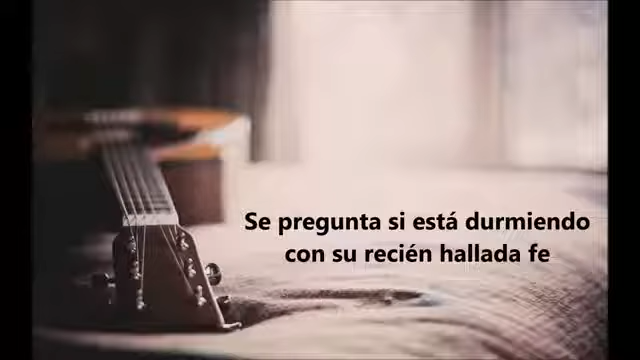 Se pregunta si está durmiendo
con su recién hallada fe